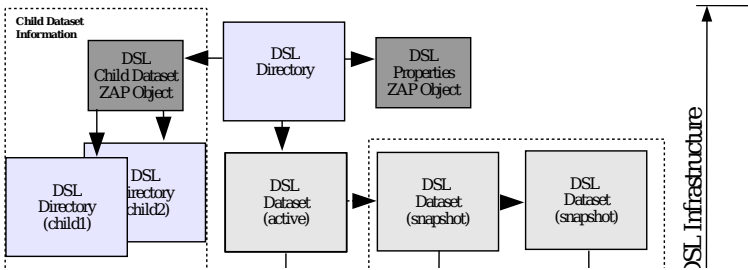 Child Dataset
Information
DSL
Child Dataset
ZAP Object
DSL
Directory
DSL
Properties
ZAP Object
DSL
Directory
(child1)
DSL
irectory
child2)
DSL
Dataset
(active)
DSL
Dataset
(snapshot)
DSL
Dataset
(snapshot)
DSL Infrastructure